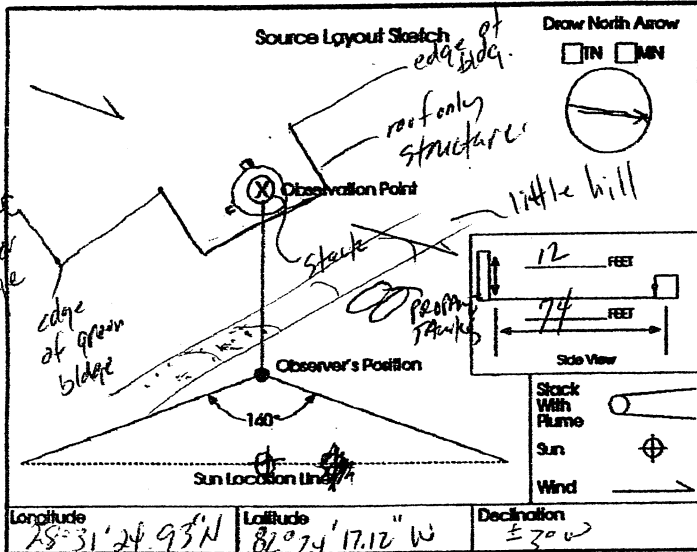 Source Layout Sketch
Draw North Arrow
TN MN
edge of
bldg.
roof only
structure
X Observation Point
little hill
stack
edge
of green
bldge
propane
tanks
12 FEET
74 FEET
Side View
Observer's Position
140°
Sun Location Line
Stack
With
Plume
Sun
Wind
Longitude
28° 31' 24.93" N
Latitude
82° 34' 17.12" W
Declination
± 3° W